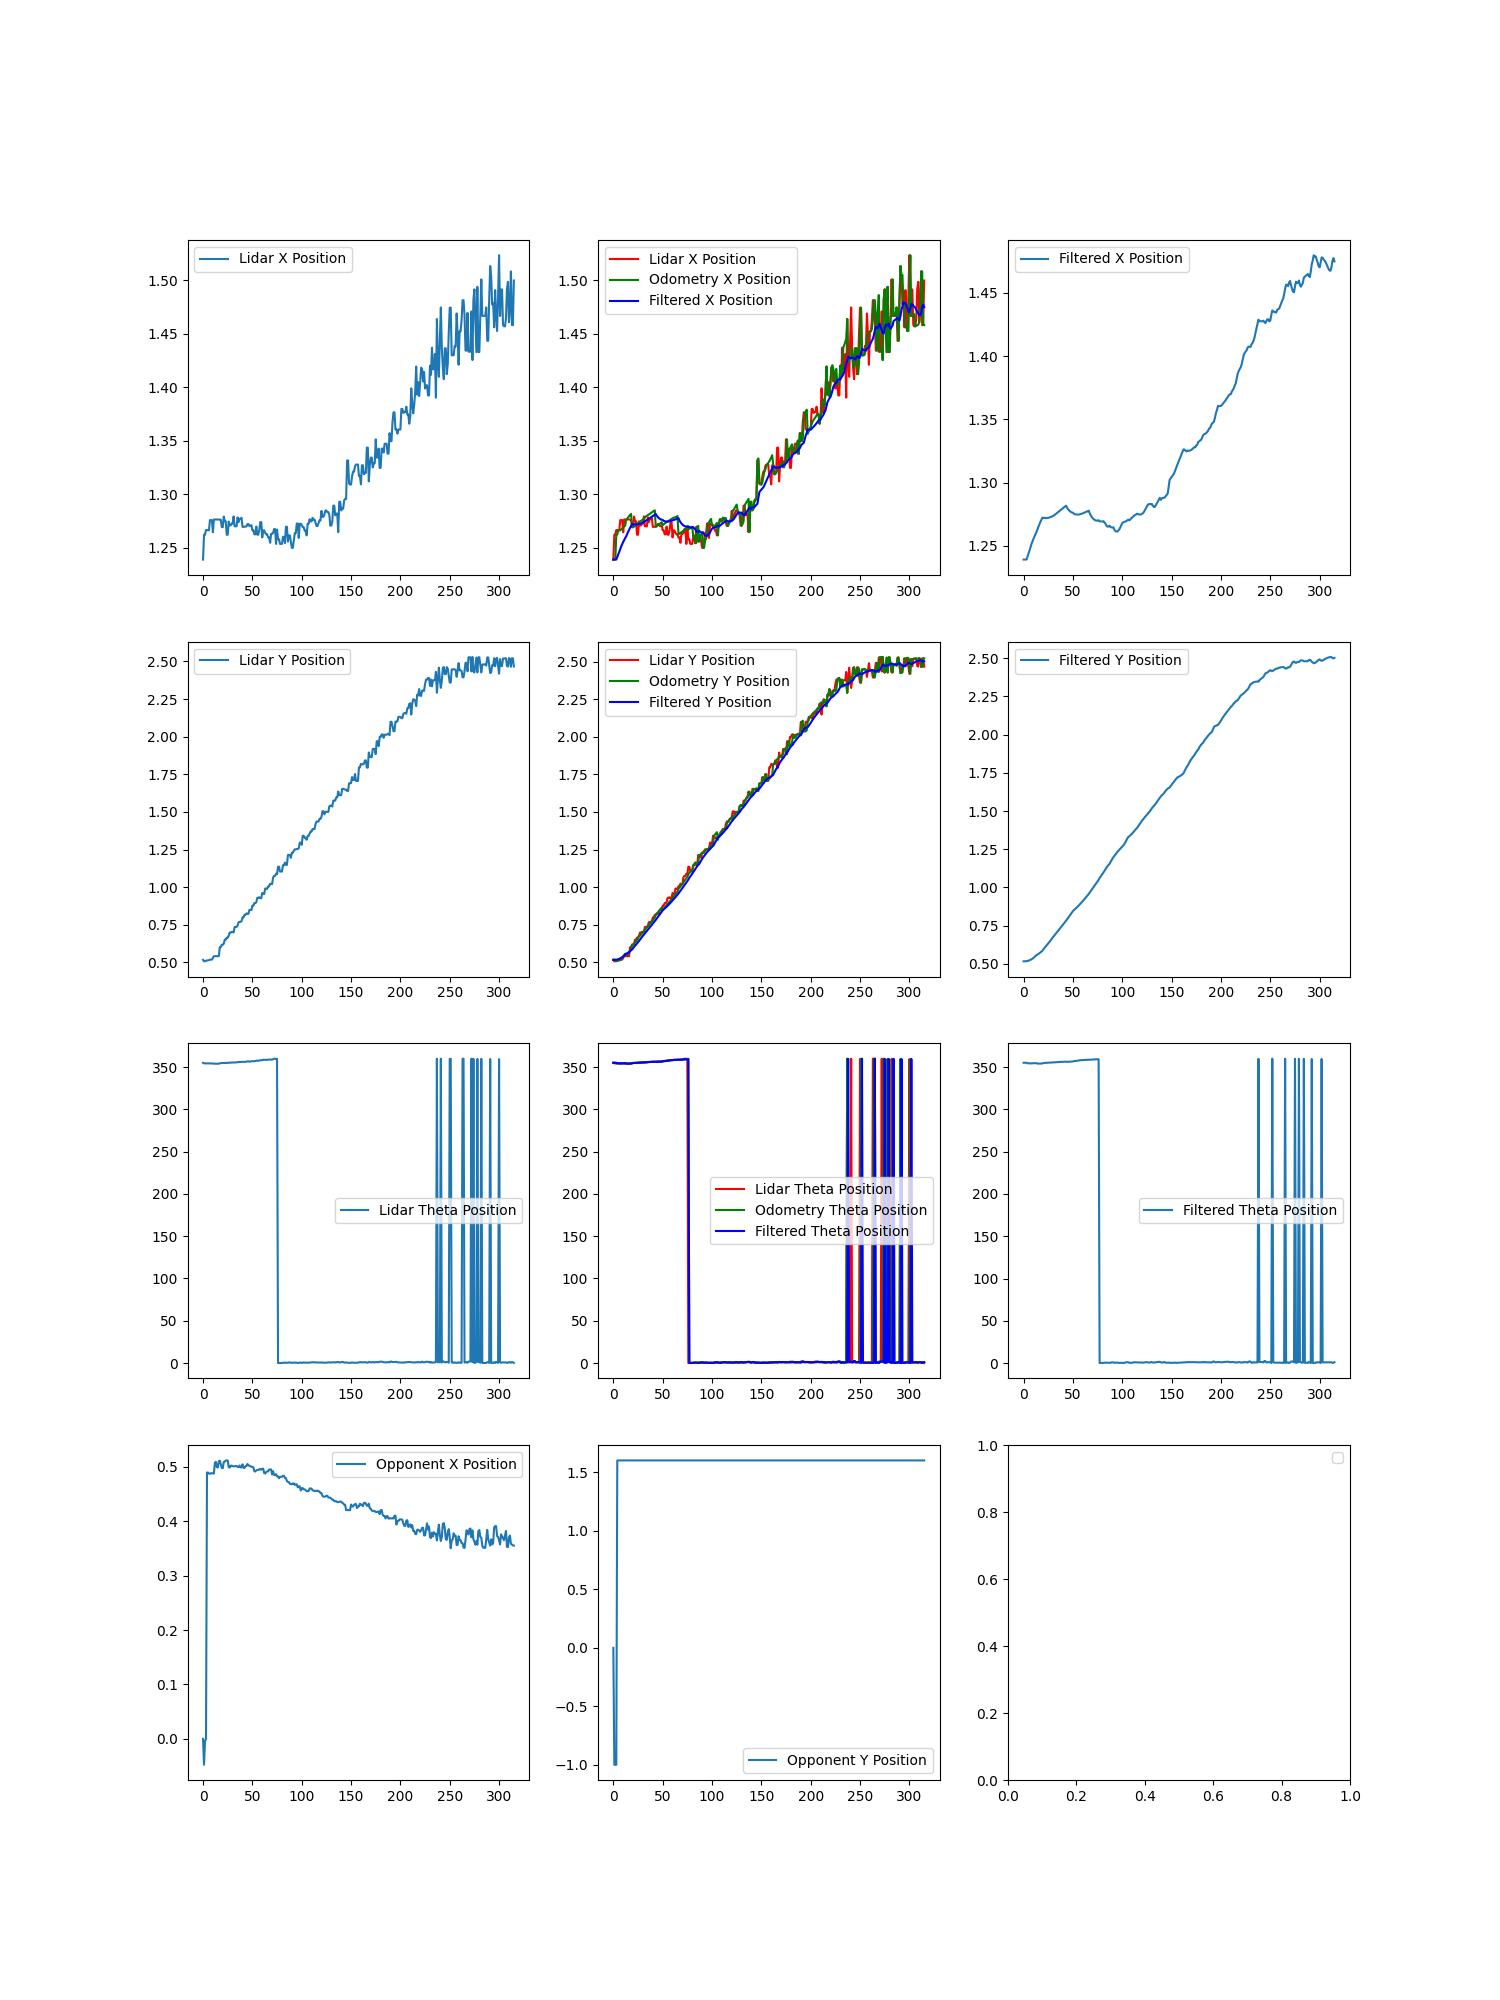 Lidar X Position
1.50
1.45
1.40
1.35
1.30
1.25
0 50 100 150 200 250 300
Lidar X Position
Odometry X Position
Filtered X Position
1.50
1.45
1.40
1.35
1.30
1.25
0 50 100 150 200 250 300
Filtered X Position
1.45
1.40
1.35
1.30
1.25
0 50 100 150 200 250 300
Lidar Y Position
2.50
2.25
2.00
1.75
1.50
1.25
1.00
0.75
0.50
0 50 100 150 200 250 300
Lidar Y Position
Odometry Y Position
Filtered Y Position
2.50
2.25
2.00
1.75
1.50
1.25
1.00
0.75
0.50
0 50 100 150 200 250 300
Filtered Y Position
2.50
2.25
2.00
1.75
1.50
1.25
1.00
0.75
0.50
0 50 100 150 200 250 300
350
300
250
200
150
100
50
0
Lidar Theta Position
0 50 100 150 200 250 300
350
300
250
200
150
100
50
0
Lidar Theta Position
Odometry Theta Position
Filtered Theta Position
0 50 100 150 200 250 300
350
300
250
200
150
100
50
0
Filtered Theta Position
0 50 100 150 200 250 300
Opponent X Position
0.5
0.4
0.3
0.2
0.1
0.0
0 50 100 150 200 250 300
1.5
1.0
0.5
0.0
−0.5
−1.0
Opponent Y Position
0 50 100 150 200 250 300
1.0
0.8
0.6
0.4
0.2
0.0
0.0 0.2 0.4 0.6 0.8 1.0